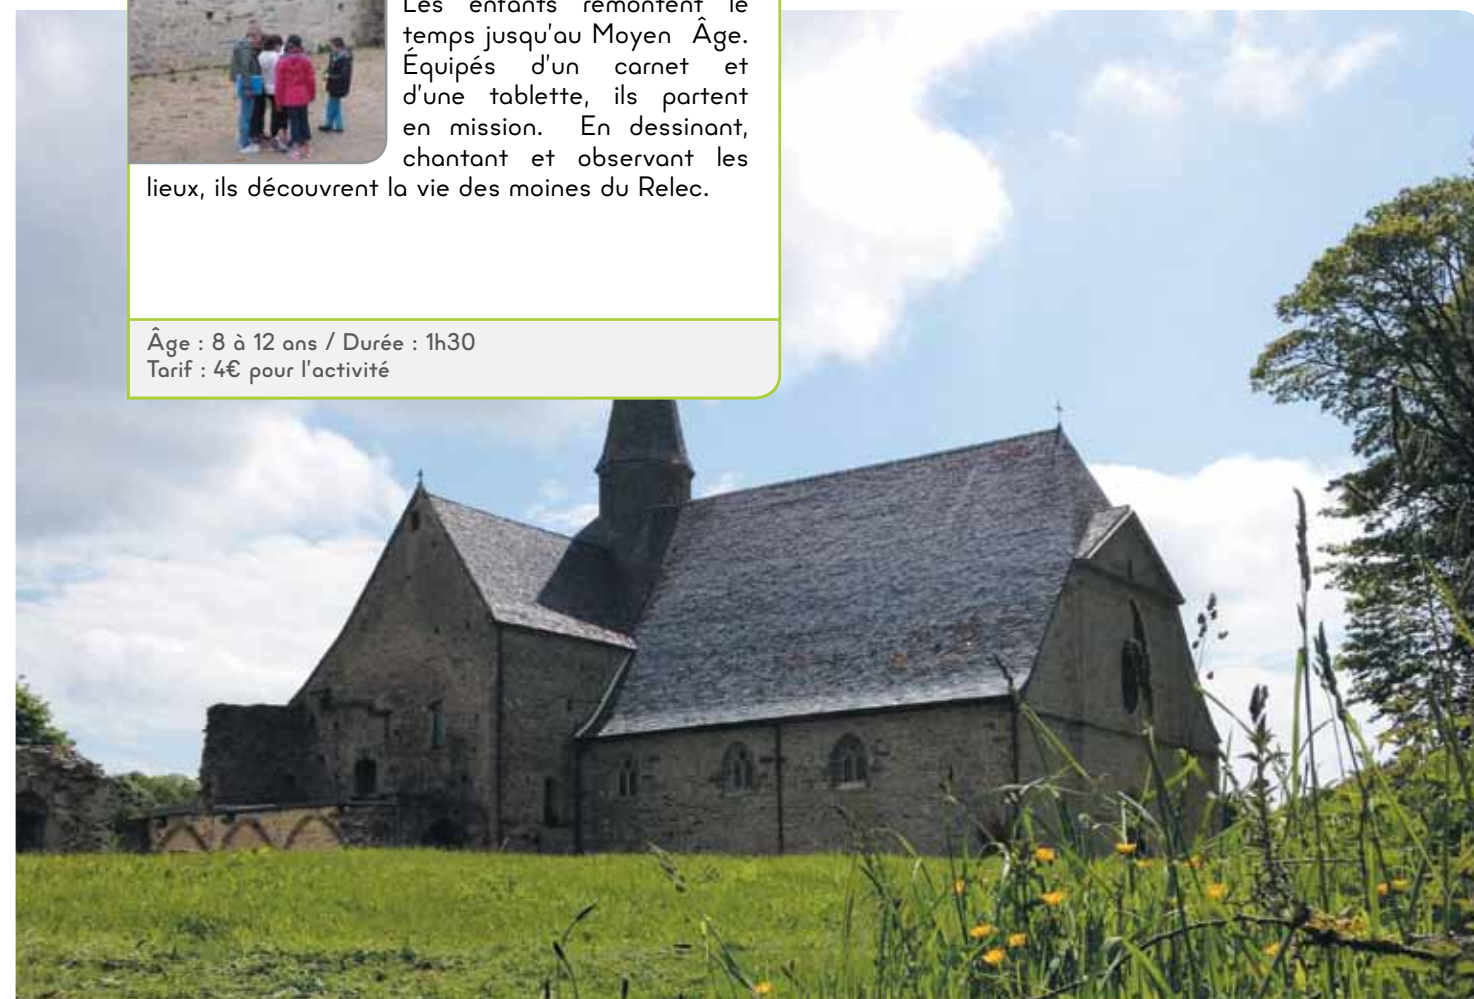 Les enfants remontent le
temps jusqu'au Moyen Âge.
Équipés d'un carnet et
d'une tablette, ils partent
en mission. En dessinant,
chantant et observant les
lieux, ils découvrent la vie des moines du Relec.
Âge : 8 à 12 ans / Durée : 1h30
Tarif : 4€ pour l'activité